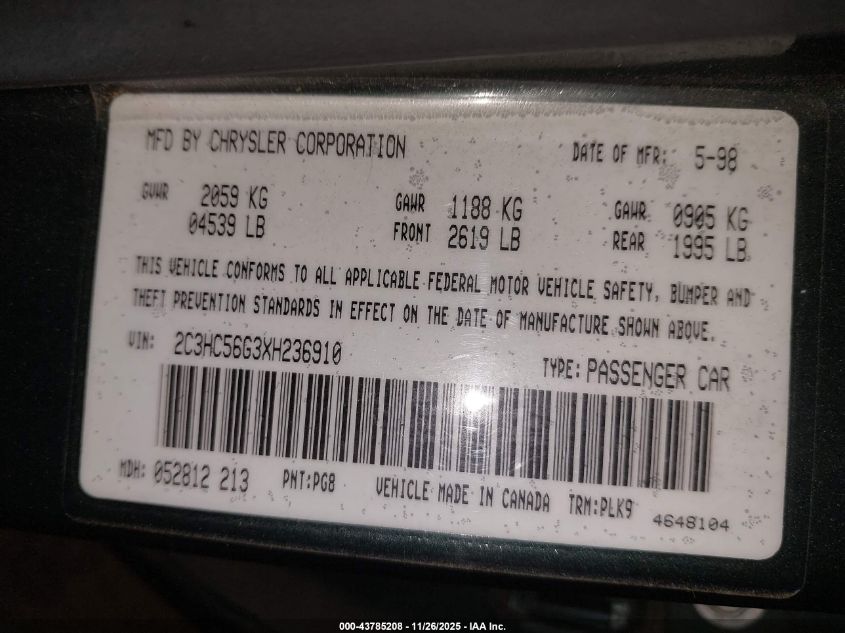 MFD BY CHRYSLER CORPORATION DATE OF MFR: 5-98
GVWR 2059 KG GAWR 1188 KG GAWR 0905 KG
04539 LB FRONT 2619 LB REAR 1995 LB
THIS VEHICLE CONFORMS TO ALL APPLICABLE FEDERAL MOTOR VEHICLE SAFETY, BUMPER AND
THEFT PREVENTION STANDARDS IN EFFECT ON THE DATE OF MANUFACTURE SHOWN ABOVE.
VIN: 2C3HC56G3XH236910 TYPE: PASSENGER CAR
MDH: 052812 213 PNT:PG8 VEHICLE MADE IN CANADA TRM:PLK9 4648104
000-43785208 - 11/26/2025 - IAA Inc.